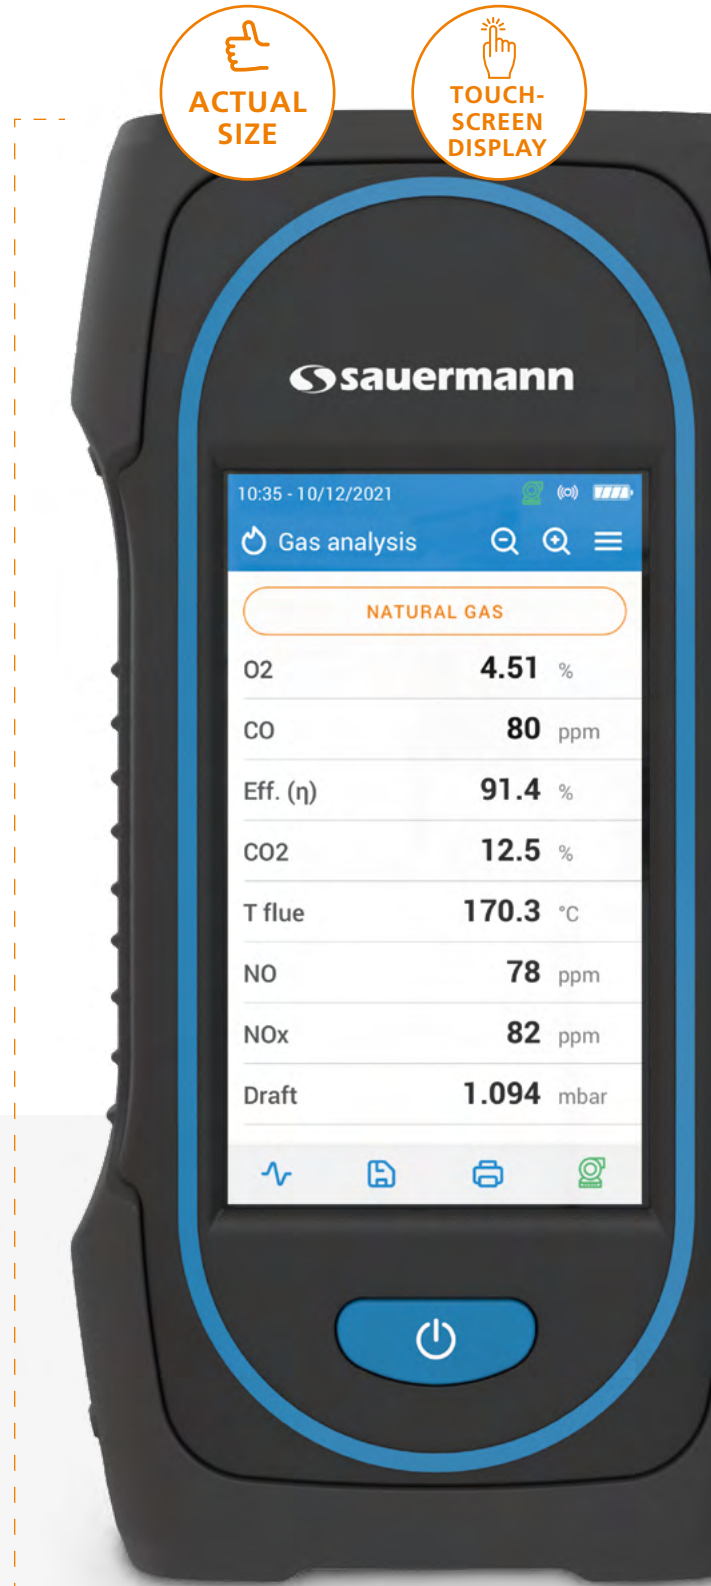 ACTUAL
SIZE
TOUCH-
SCREEN
DISPLAY
sauermann
10:35 - 10/12/2021
Gas analysis
NATURAL GAS
O2 4.51 %
CO 80 ppm
Eff. (η) 91.4 %
CO2 12.5 %
T flue 170.3 °C
NO 78 ppm
NOx 82 ppm
Draft 1.094 mbar